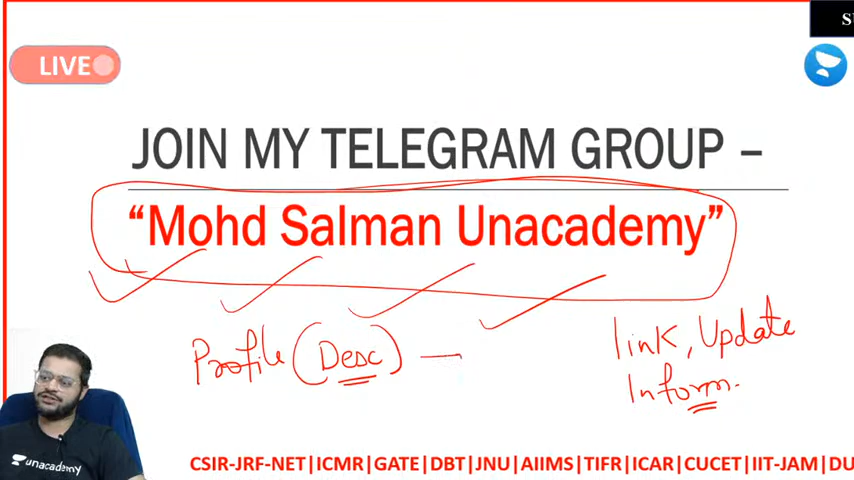 S
LIVE
JOIN MY TELEGRAM GROUP –
“Mohd Salman Unacademy”
Profile (Desc) —
link, Update
Inform.
unacademy
CSIR-JRF-NET|ICMR|GATE|DBT|JNU|AIIMS|TIFR|ICAR|CUCET|IIT-JAM|DU